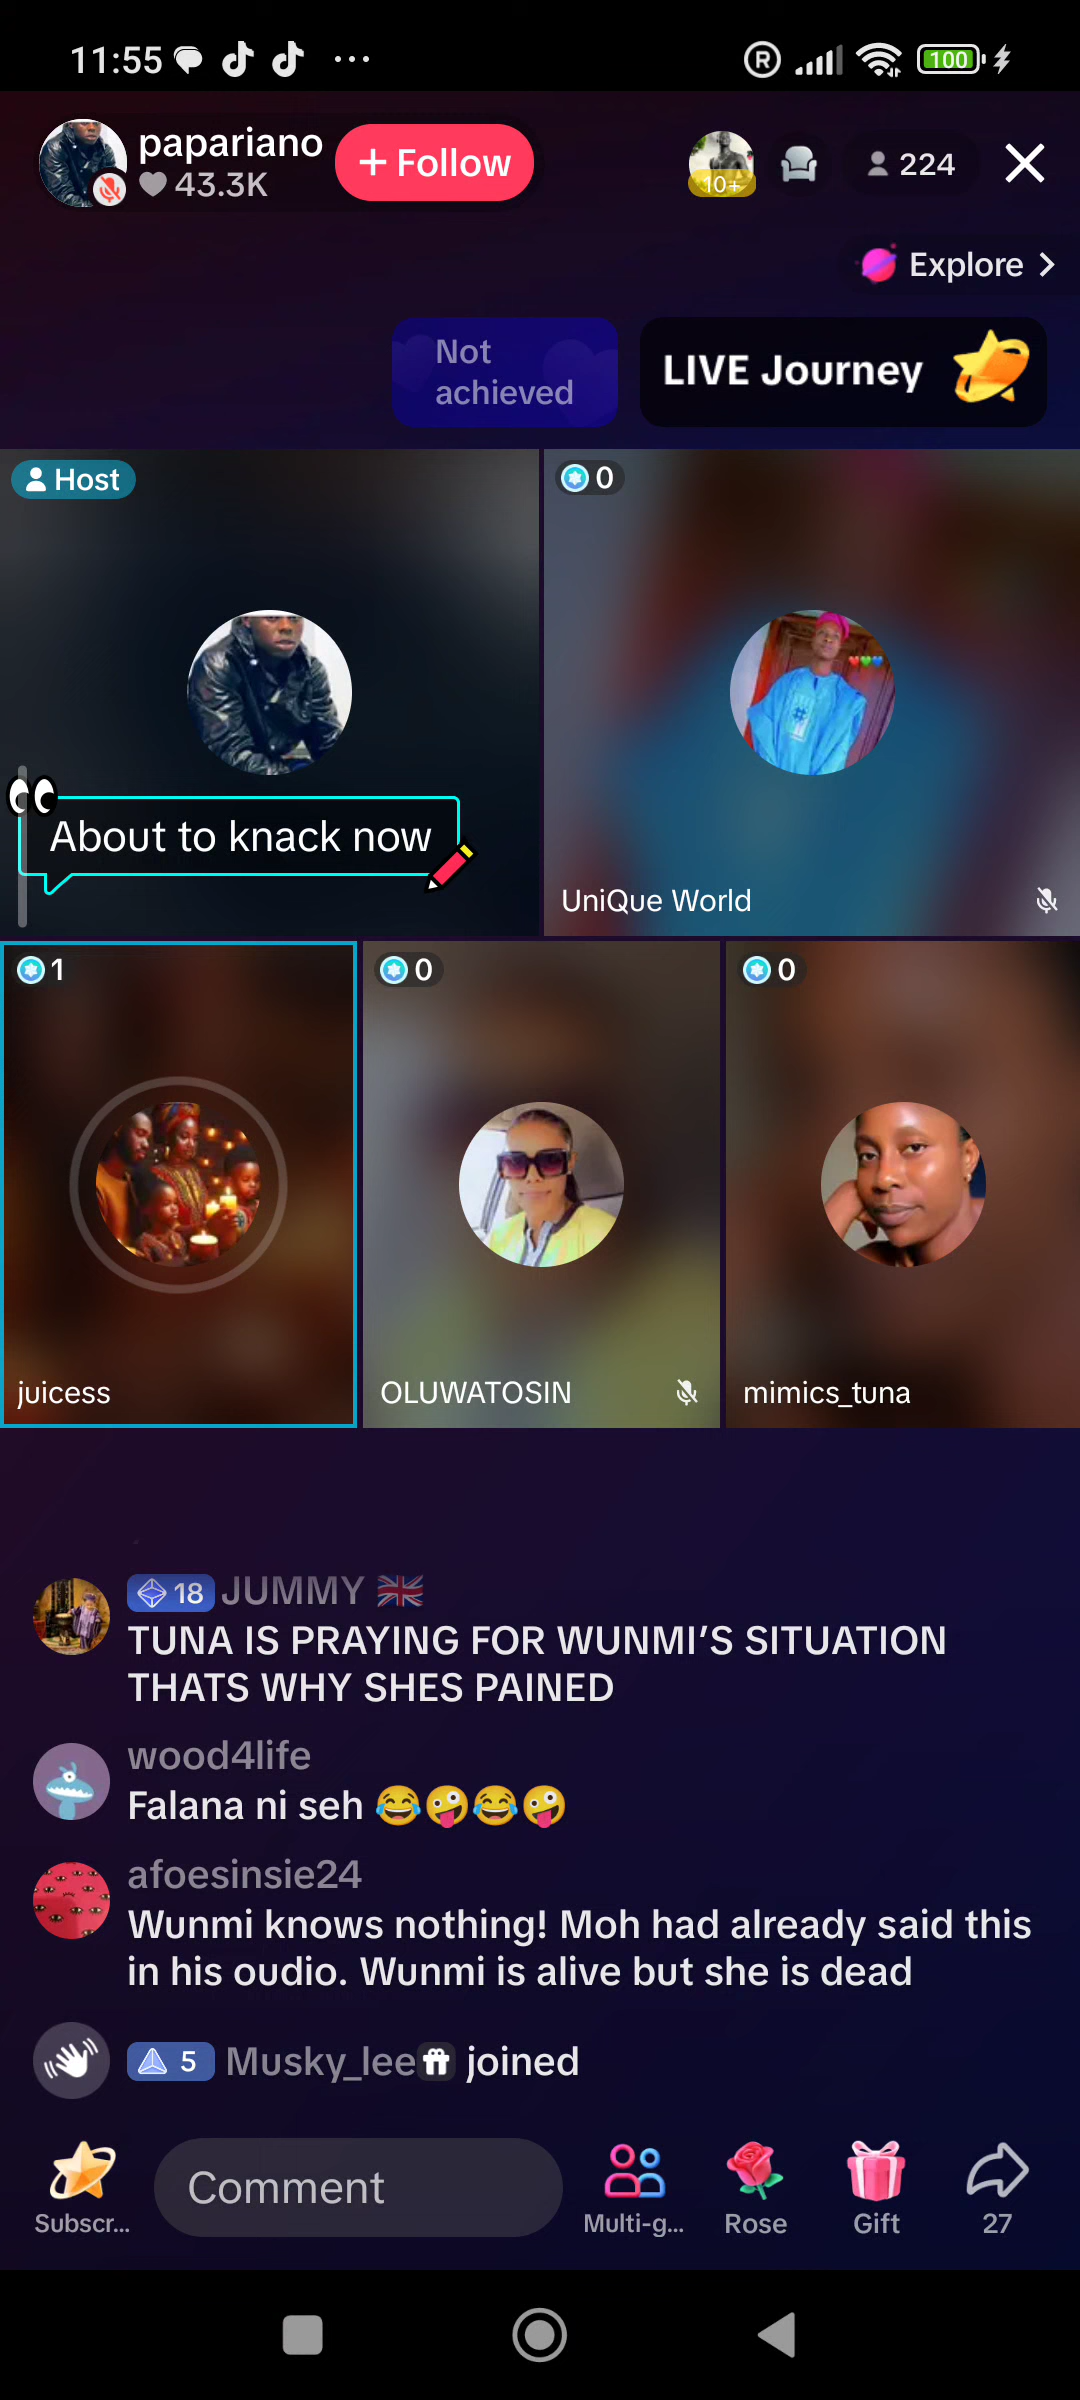 11:55
R
100
papariano
+ Follow
43.3K
10+
224
Explore
Not
achieved
LIVE Journey
Host
0
About to knack now
UniQue World
1
0
0
juicess
OLUWATOSIN
mimics_tuna
18 JUMMY 🇬🇧
TUNA IS PRAYING FOR WUNMI'S SITUATION
THATS WHY SHES PAINED
wood4life
Falana ni seh 😂🤪😂🤪
afoesinsie24
Wunmi knows nothing! Moh had already said this
in his oudio. Wunmi is alive but she is dead
5 Musky_lee joined
Comment
Subscr...
Multi-g...
Rose
Gift
27